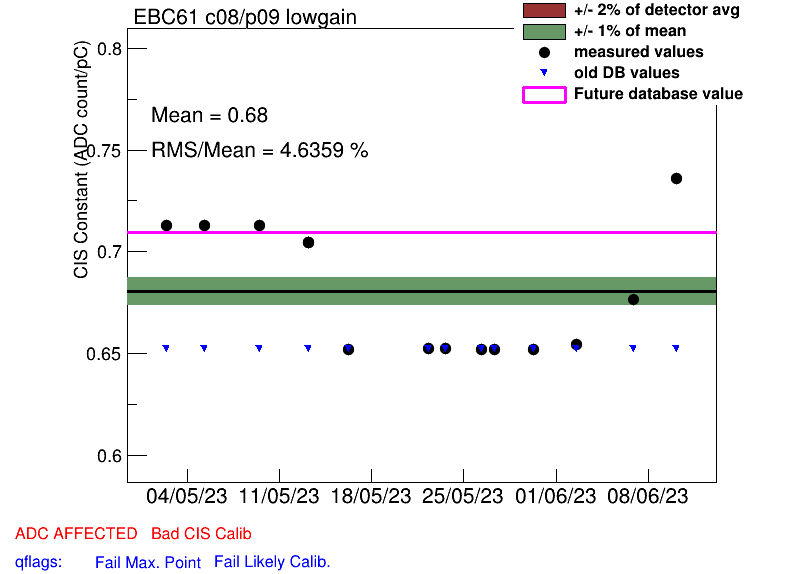 EBC61 c08/p09 lowgain
+/- 2% of detector avg
+/- 1% of mean
measured values
old DB values
Future database value
Mean = 0.68
RMS/Mean = 4.6359 %
CIS Constant (ADC count/pC)
0.8
0.75
0.7
0.65
0.6
04/05/23 11/05/23 18/05/23 25/05/23 01/06/23 08/06/23
ADC AFFECTED Bad CIS Calib
qflags: Fail Max. Point Fail Likely Calib.